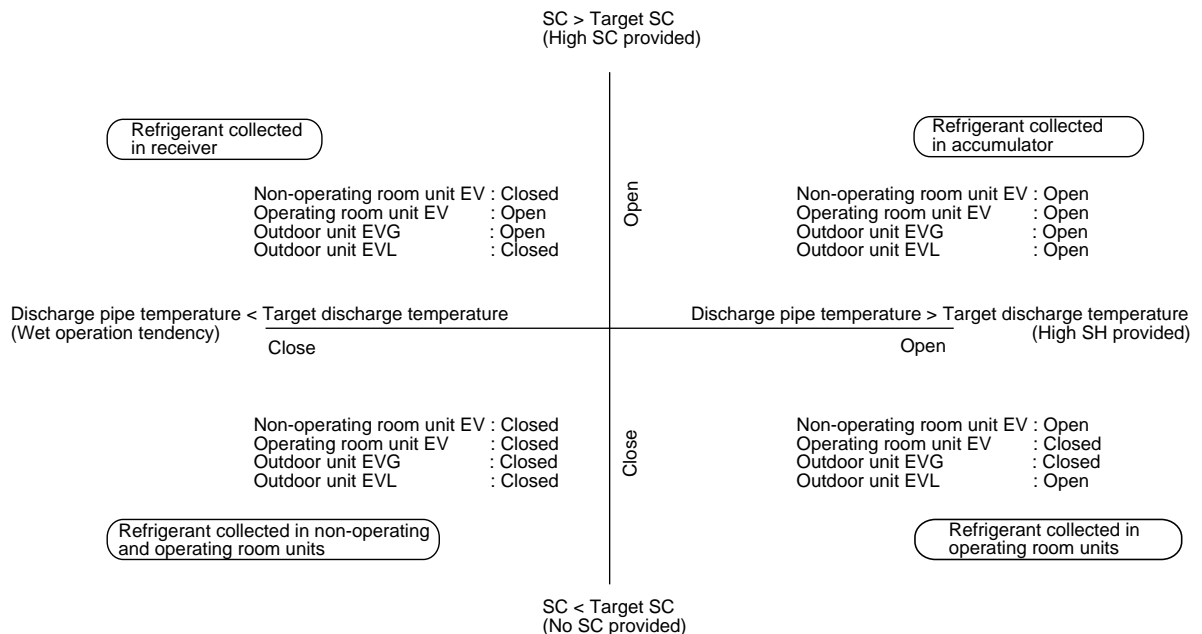 SC > Target SC
(High SC provided)
Refrigerant collected
in receiver
Refrigerant collected
in accumulator
Non-operating room unit EV : Closed
Operating room unit EV : Open
Outdoor unit EVG : Open
Outdoor unit EVL : Closed
Open
Non-operating room unit EV : Open
Operating room unit EV : Open
Outdoor unit EVG : Open
Outdoor unit EVL : Open
Discharge pipe temperature < Target discharge temperature
(Wet operation tendency)
Close
Discharge pipe temperature > Target discharge temperature
(High SH provided)
Open
Non-operating room unit EV : Closed
Operating room unit EV : Closed
Outdoor unit EVG : Closed
Outdoor unit EVL : Closed
Close
Non-operating room unit EV : Open
Operating room unit EV : Closed
Outdoor unit EVG : Closed
Outdoor unit EVL : Open
Refrigerant collected in non-operating
and operating room units
Refrigerant collected in
operating room units
SC < Target SC
(No SC provided)